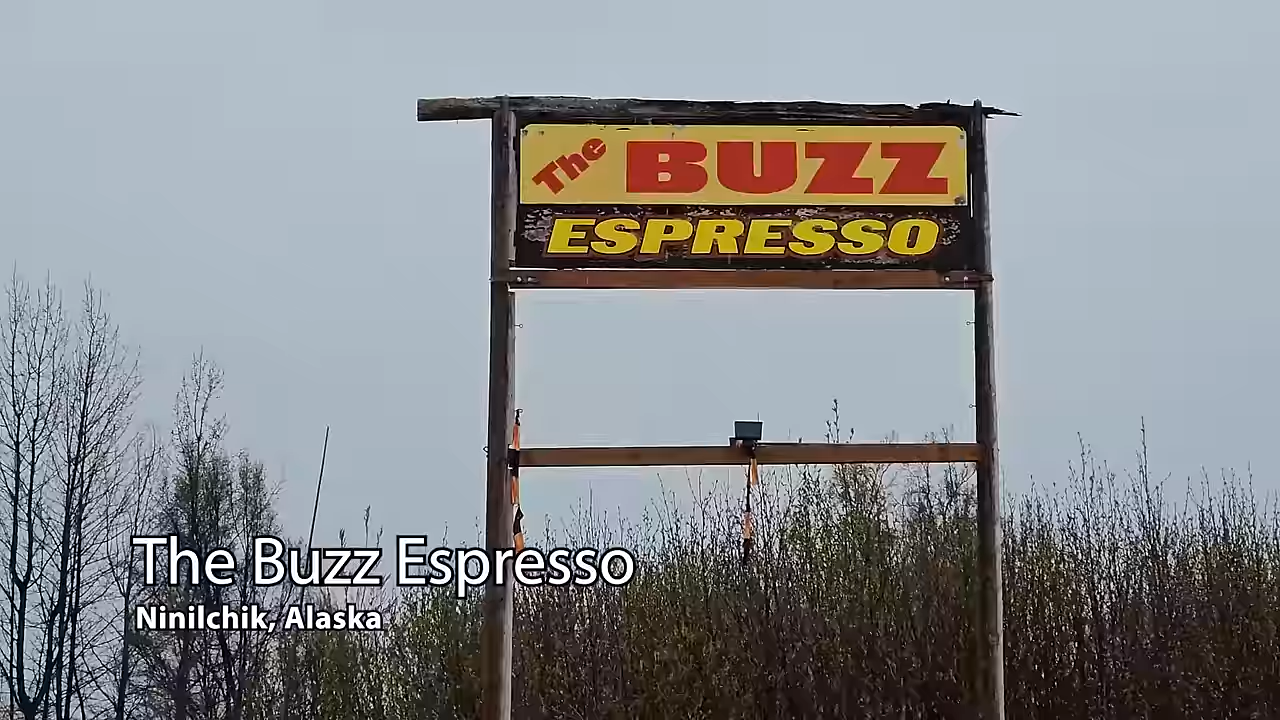 The BUZZ
ESPRESSO
The Buzz Espresso
Ninilchik, Alaska